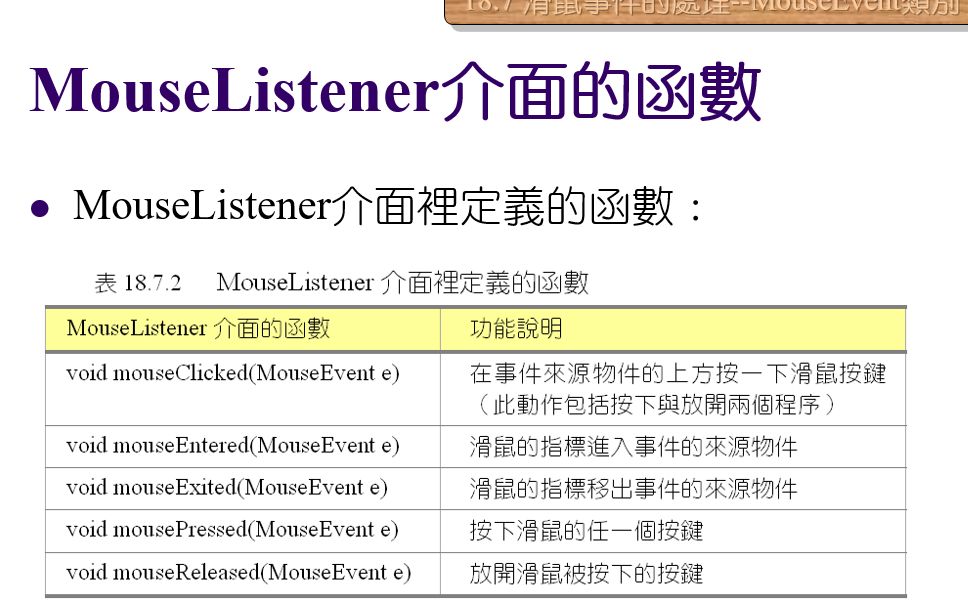 18.7 滑鼠事件的處理--MouseEvent類別
MouseListener介面的函數
MouseListener介面裡定義的函數：
表 18.7.2 MouseListener 介面裡定義的函數
MouseListener 介面的函數 功能說明
void mouseClicked(MouseEvent e) 在事件來源物件的上方按一下滑鼠按鍵
（此動作包括按下與放開兩個程序）
void mouseEntered(MouseEvent e) 滑鼠的指標進入事件的來源物件
void mouseExited(MouseEvent e) 滑鼠的指標移出事件的來源物件
void mousePressed(MouseEvent e) 按下滑鼠的任一個按鍵
void mouseReleased(MouseEvent e) 放開滑鼠被按下的按鍵